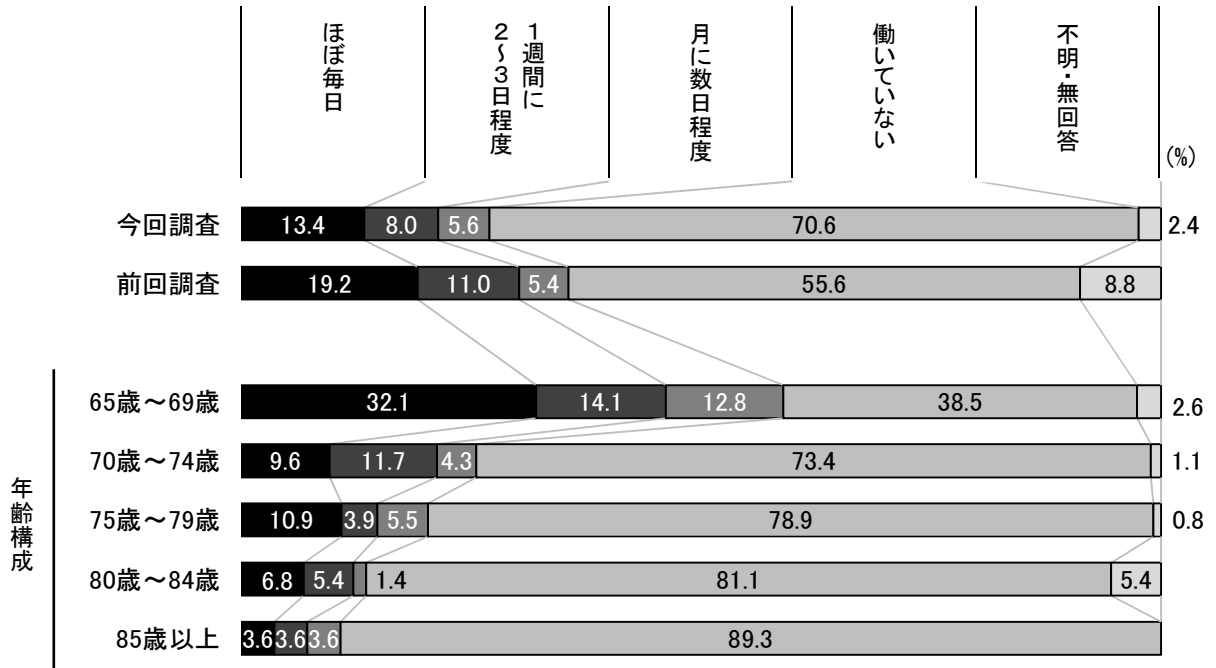 ほぼ毎日
１週間に
２～３日程度
月に数日程度
働いていない
不明・無回答
(%)
今回調査 13.4 8.0 5.6 70.6 2.4
前回調査 19.2 11.0 5.4 55.6 8.8
年齢構成
65歳～69歳 32.1 14.1 12.8 38.5 2.6
70歳～74歳 9.6 11.7 4.3 73.4 1.1
75歳～79歳 10.9 3.9 5.5 78.9 0.8
80歳～84歳 6.8 5.4 1.4 81.1 5.4
85歳以上 3.6 3.6 3.6 89.3